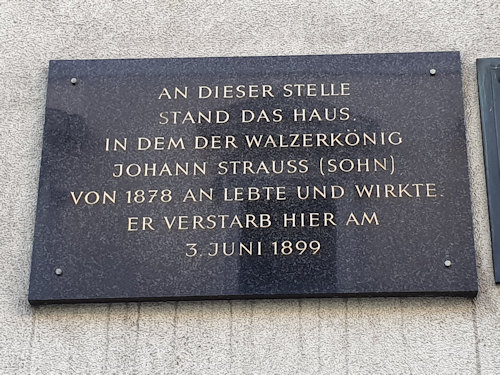 AN DIESER STELLE
STAND DAS HAUS.
IN DEM DER WALZERKÖNIG
JOHANN STRAUSS (SOHN)
VON 1878 AN LEBTE UND WIRKTE.
ER VERSTARB HIER AM
3. JUNI 1899